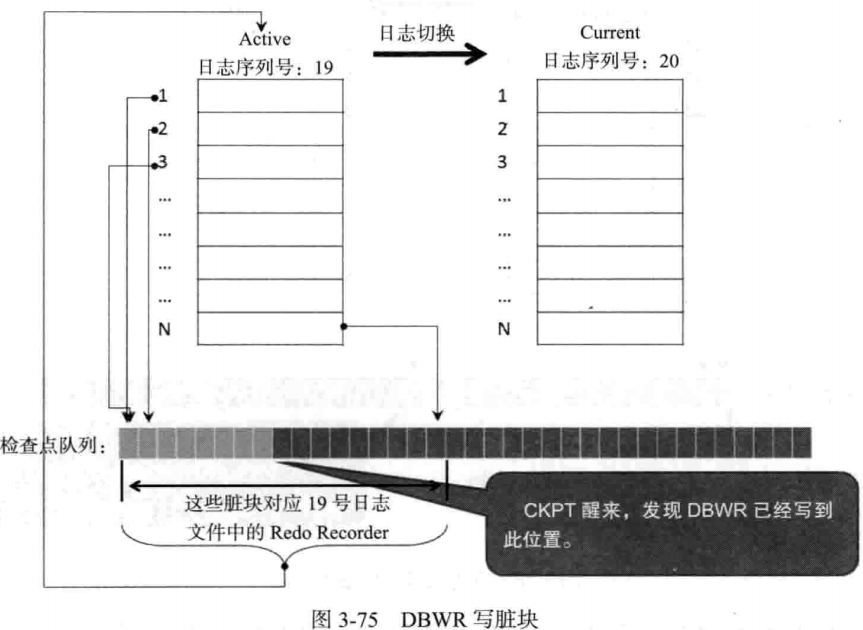 Active
日志序列号：19
日志切换
Current
日志序列号：20
1
2
3
...
...
...
...
N
1
2
3
...
...
...
...
N
检查点队列：
这些脏块对应 19 号日志
文件中的 Redo Recorder
CKPT 醒来，发现 DBWR 已经写到
此位置。
图 3-75 DBWR 写脏块